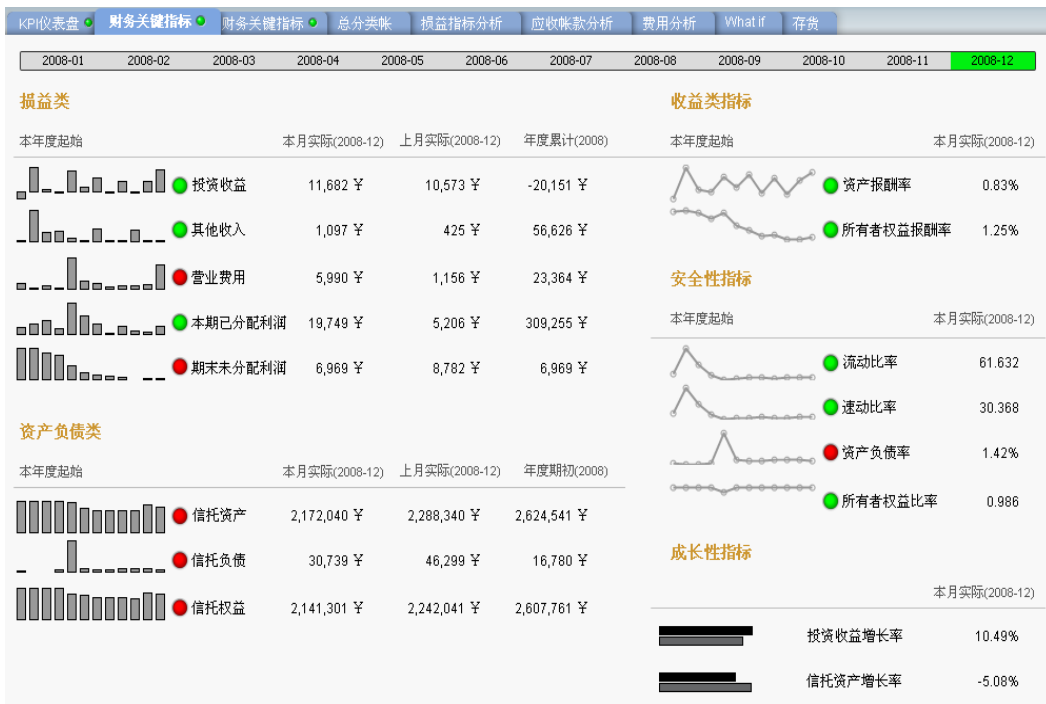 KPI仪表盘 财务关键指标 财务关键指标 总分类帐 损益指标分析 应收帐款分析 费用分析 What if 存货
2008-01 2008-02 2008-03 2008-04 2008-05 2008-06 2008-07 2008-08 2008-09 2008-10 2008-11 2008-12
损益类
本年度起始 本月实际(2008-12) 上月实际(2008-12) 年度累计(2008)
投资收益 11,682 ¥ 10,573 ¥ -20,151 ¥
其他收入 1,097 ¥ 425 ¥ 56,626 ¥
营业费用 5,990 ¥ 1,156 ¥ 23,364 ¥
本期已分配利润 19,749 ¥ 5,206 ¥ 309,255 ¥
期末未分配利润 6,969 ¥ 8,782 ¥ 6,969 ¥
资产负债类
本年度起始 本月实际(2008-12) 上月实际(2008-12) 年度期初(2008)
信托资产 2,172,040 ¥ 2,288,340 ¥ 2,624,541 ¥
信托负债 30,739 ¥ 46,299 ¥ 16,780 ¥
信托权益 2,141,301 ¥ 2,242,041 ¥ 2,607,761 ¥
收益类指标
本年度起始 本月实际(2008-12)
资产报酬率 0.83%
所有者权益报酬率 1.25%
安全性指标
本年度起始 本月实际(2008-12)
流动比率 61.632
速动比率 30.368
资产负债率 1.42%
所有者权益比率 0.986
成长性指标
本月实际(2008-12)
投资收益增长率 10.49%
信托资产增长率 -5.08%